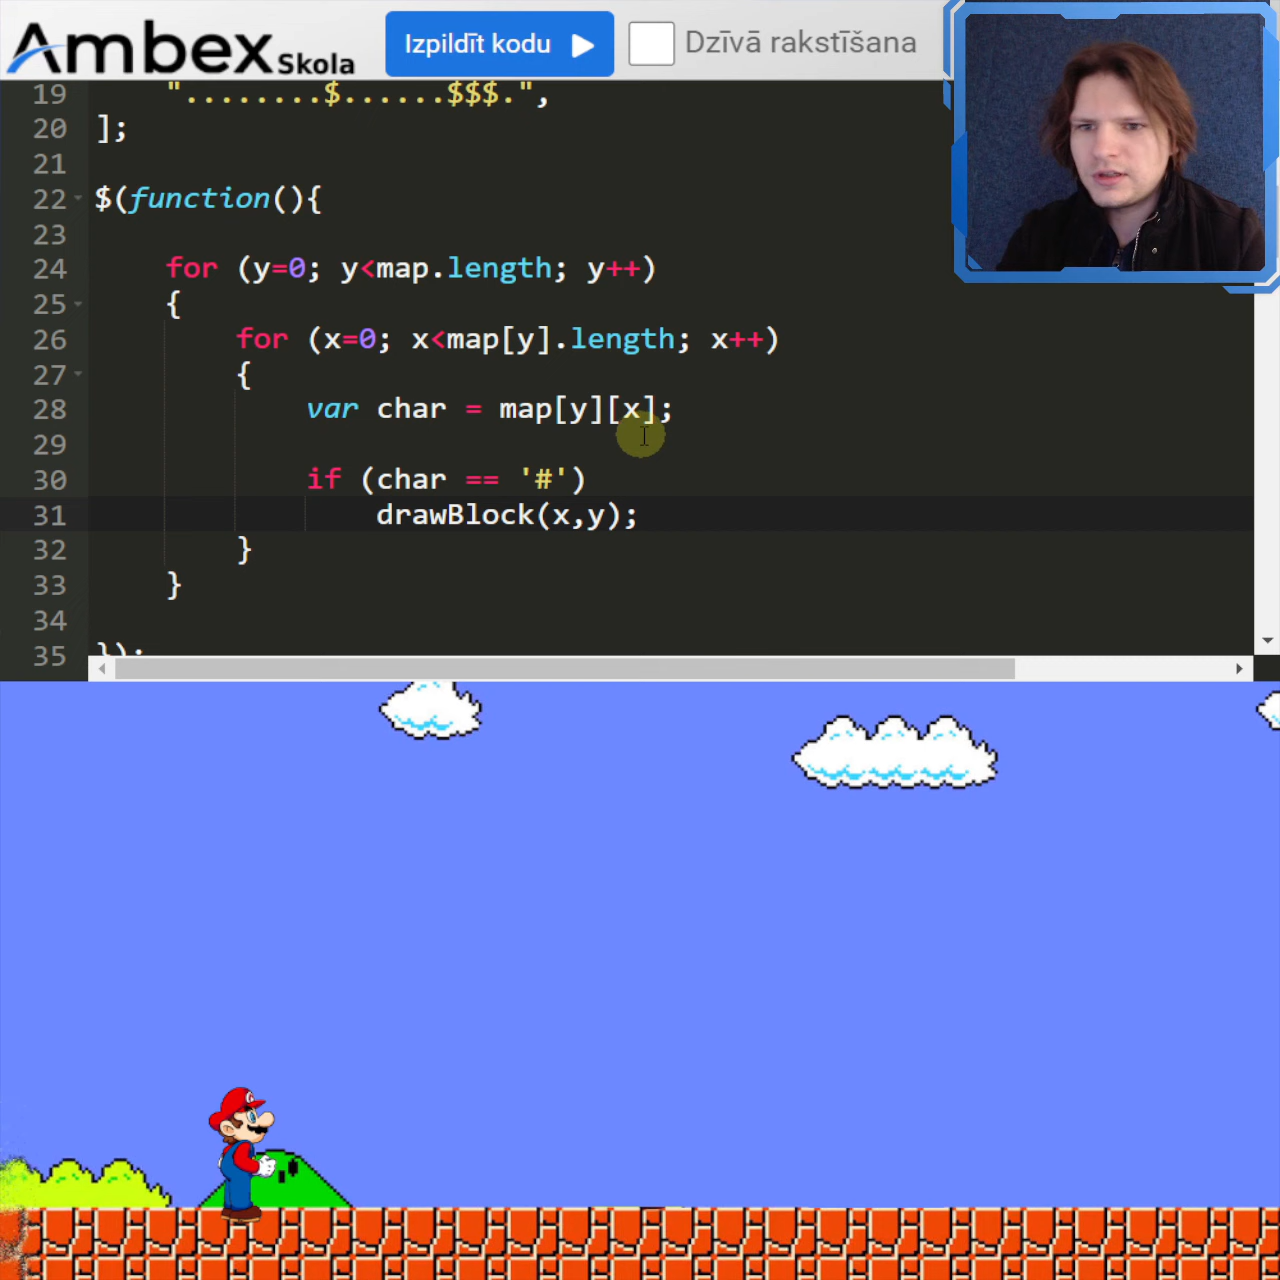 Ambex Skola
Izpildīt kodu
Dzīvā rakstīšana
19 "........$......$$$.",
20 ];
21
22 $(function(){
23
24 for (y=0; y<map.length; y++)
25 {
26 for (x=0; x<map[y].length; x++)
27 {
28 var char = map[y][x];
29
30 if (char == '#')
31 drawBlock(x,y);
32 }
33 }
34
35 });